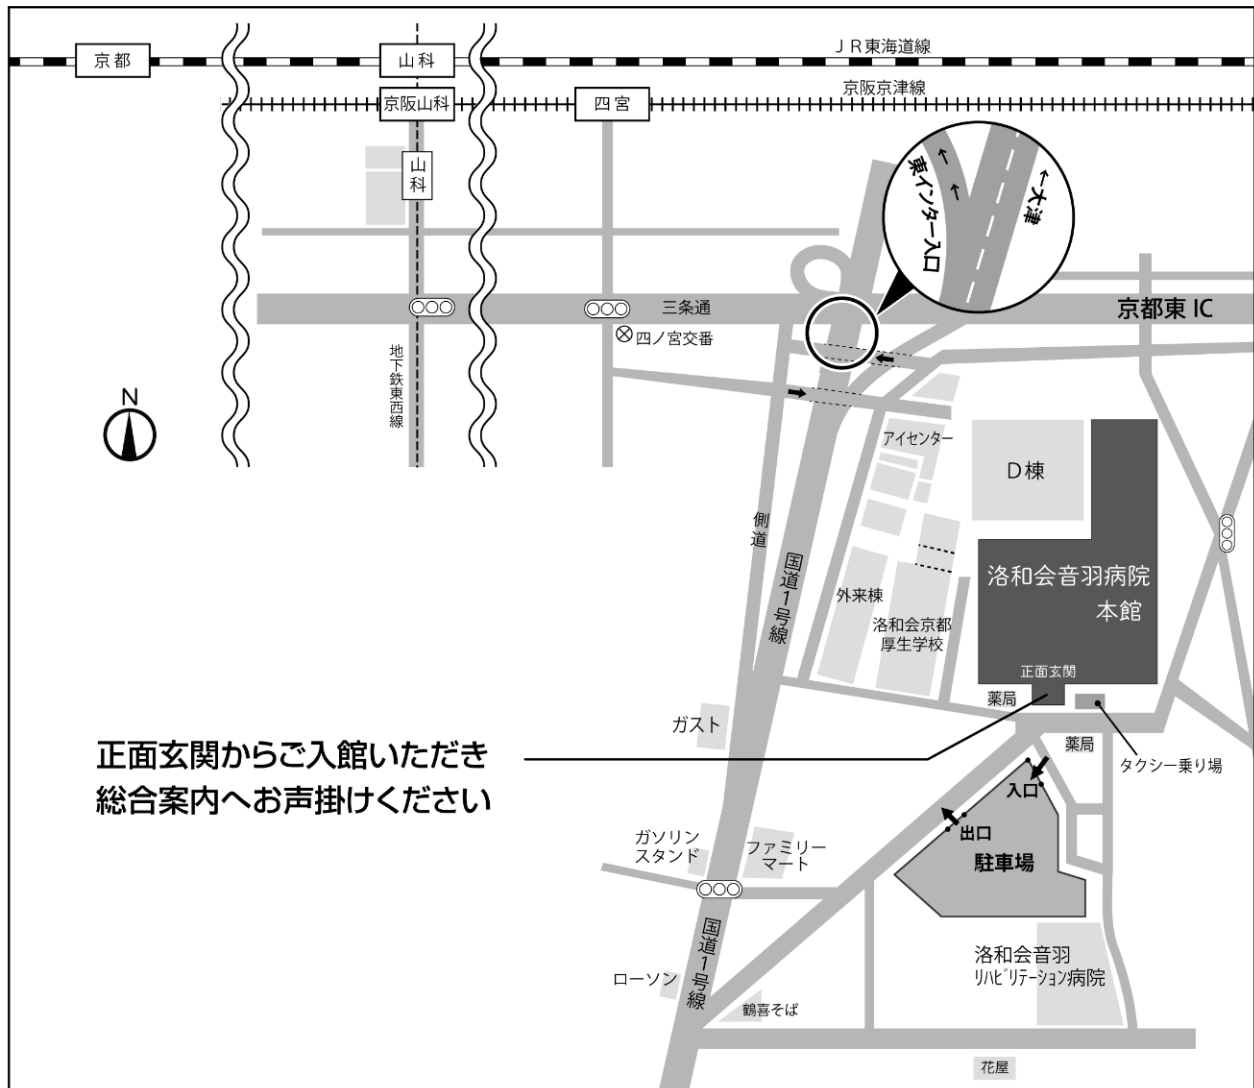 JR東海道線
京都
山科
京阪京津線
京阪山科
四宮
山科
東インター入口
←
←
←大津
三条通
京都東 IC
四ノ宮交番
地下鉄東西線
N
アイセンター
D棟
側道
国道1号線
洛和会音羽病院
本館
外来棟
洛和会京都
厚生学校
正面玄関
薬局
ガスト
薬局
タクシー乗り場
正面玄関からご入館いただき
総合案内へお声掛けください
入口
出口
駐車場
ガソリン
スタンド
ファミリー
マート
国道1号線
洛和会音羽
リハビリテーション病院
ローソン
鶴喜そば
花屋